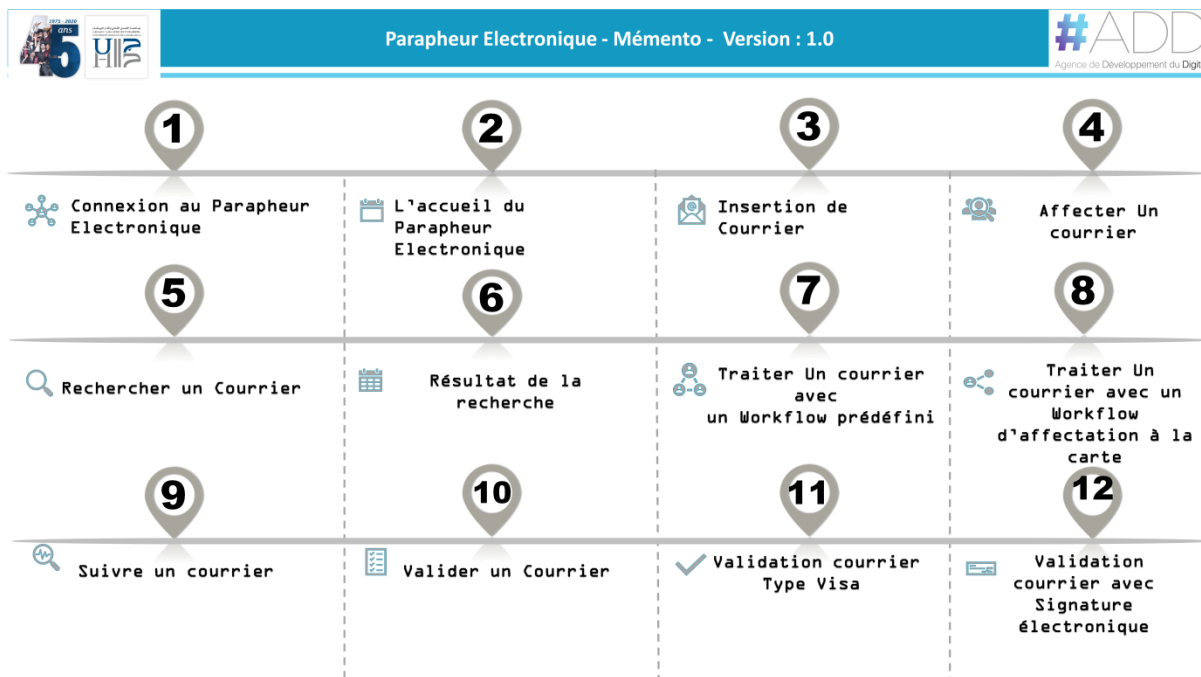 1975 - 2020
45
ans
UH2C
Parapheur Electronique - Mémento - Version : 1.0
#ADD
Agence de Développement du Digit
1
2
3
4
Connexion au Parapheur
Electronique
L'accueil du
Parapheur
Electronique
Insertion de
Courrier
Affecter Un
courrier
5
6
7
8
Rechercher un Courrier
Résultat de la
recherche
Traiter Un courrier
avec
un Workflow prédéfini
Traiter Un
courrier avec un
Workflow
d'affectation à la
carte
9
10
11
12
Suivre un courrier
Valider un Courrier
Validation courrier
Type Visa
Validation
courrier avec
Signature
électronique